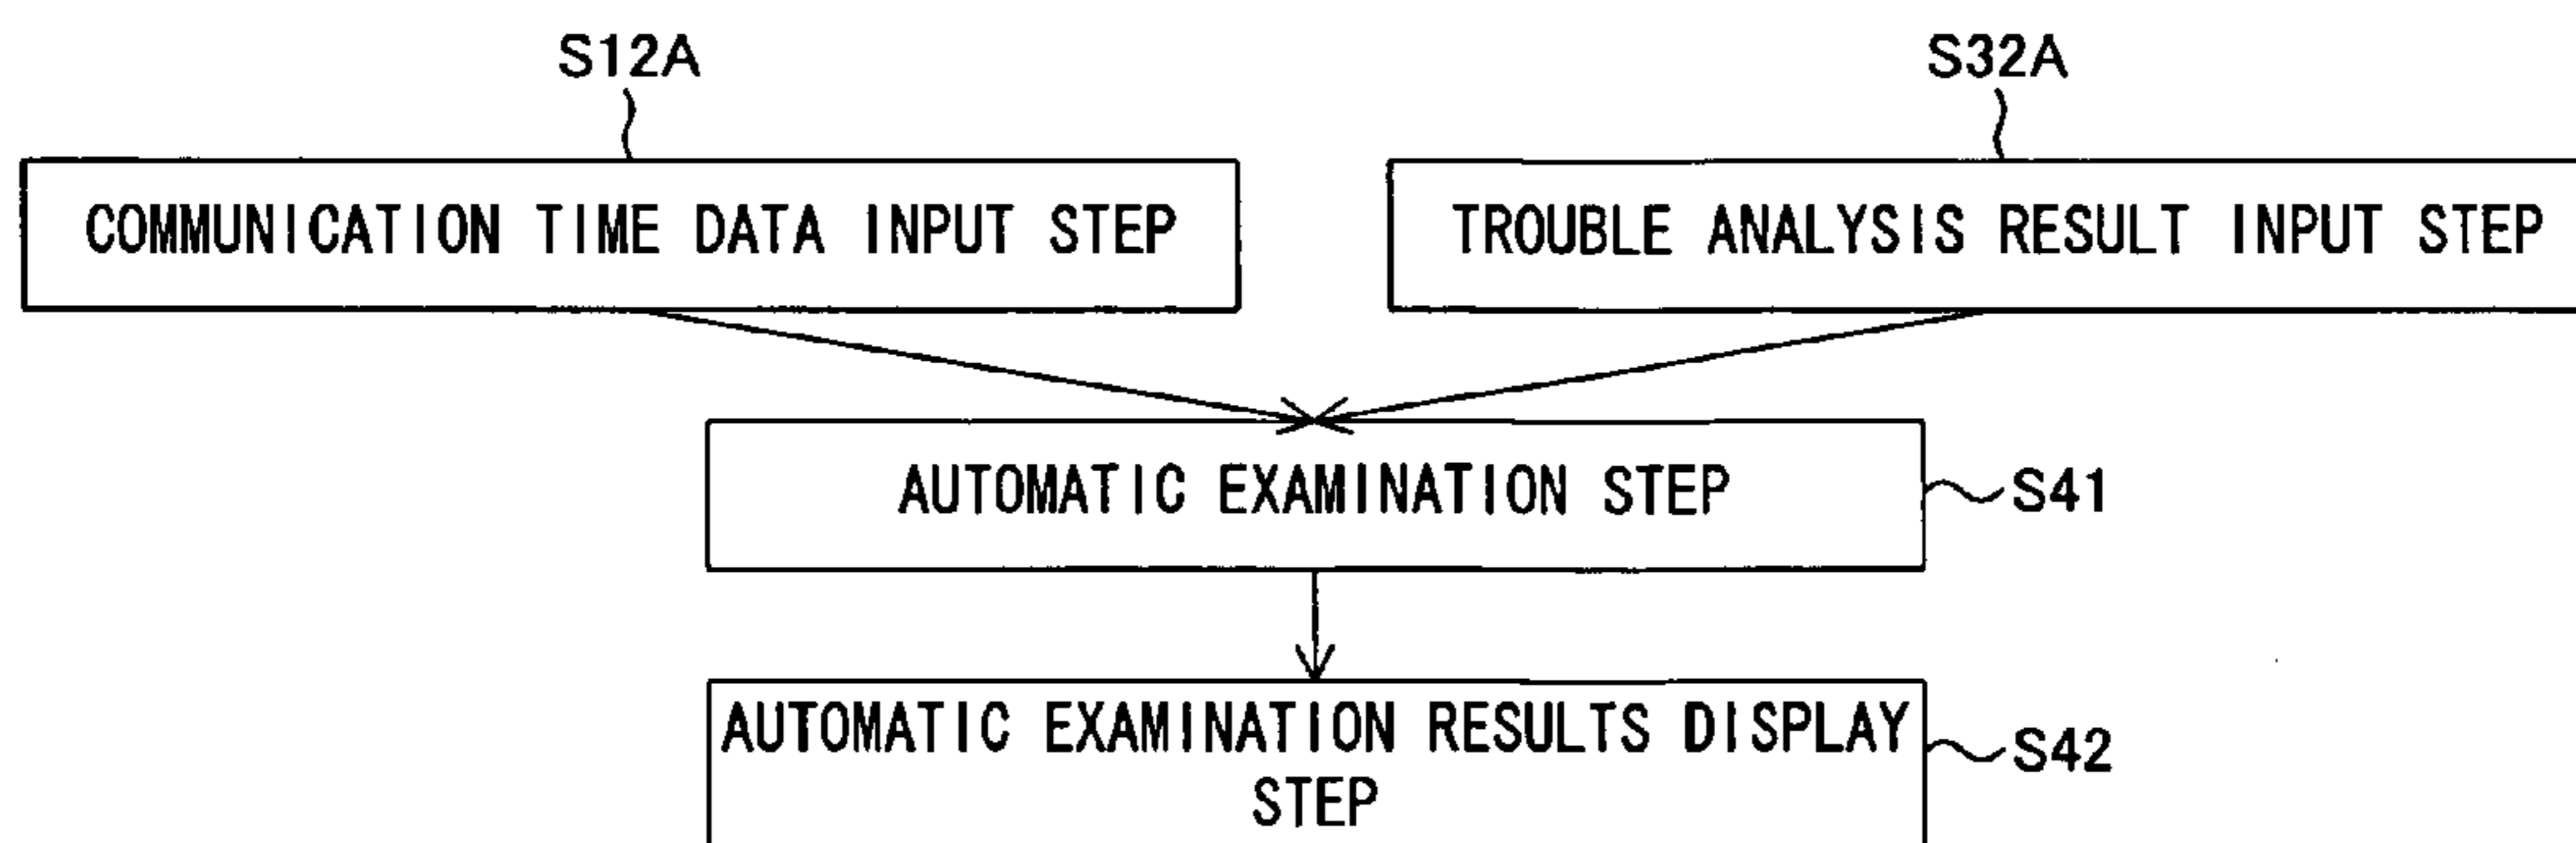 S12A
S32A
COMMUNICATION TIME DATA INPUT STEP
TROUBLE ANALYSIS RESULT INPUT STEP
AUTOMATIC EXAMINATION STEP
S41
AUTOMATIC EXAMINATION RESULTS DISPLAY
STEP
S42